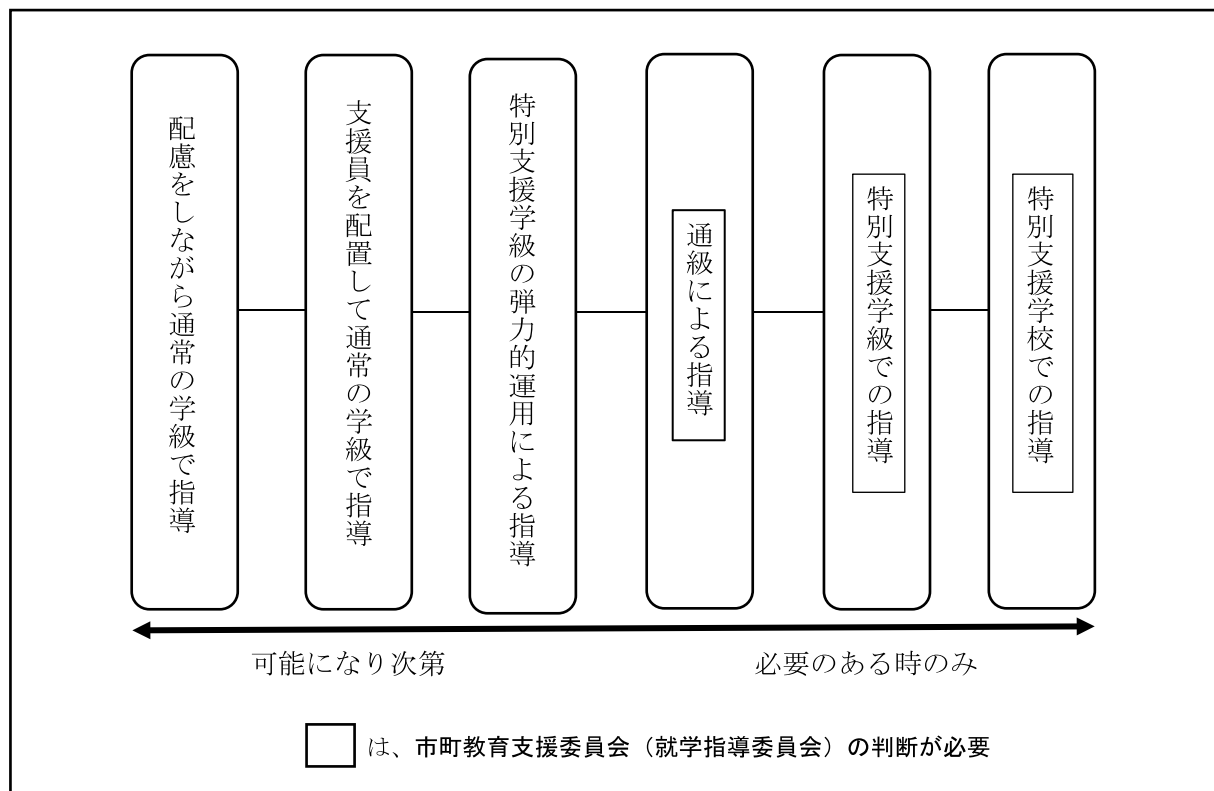 配慮をしながら通常の学級で指導
支援員を配置して通常の学級で指導
特別支援学級の弾力的運用による指導
通級による指導
特別支援学級での指導
特別支援学校での指導
可能になり次第
必要のある時のみ
は、市町教育支援委員会（就学指導委員会）の判断が必要